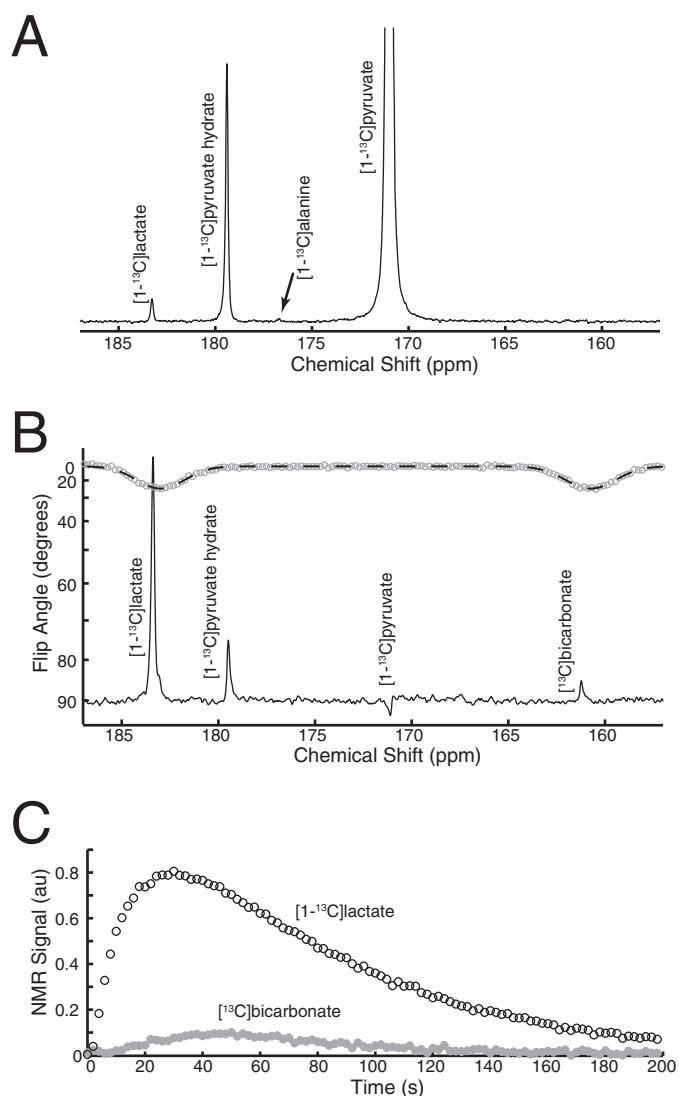 A
[1-¹³C]lactate
[1-¹³C]pyruvate hydrate
[1-¹³C]alanine
[1-¹³C]pyruvate
185 179 175 170 165 160
Chemical Shift (ppm)
B
Flip Angle (degrees)
0
20
40
60
80
90
[1-¹³C]lactate
[1-¹³C]pyruvate hydrate
[1-¹³C]pyruvate
[¹³C]bicarbonate
185 179 175 170 165 160
Chemical Shift (ppm)
C
NMR Signal (au)
0.8
0.6
0.4
0.2
0
[1-¹³C]lactate
[¹³C]bicarbonate
0 20 40 60 80 100 120 140 160 180 200
Time (s)